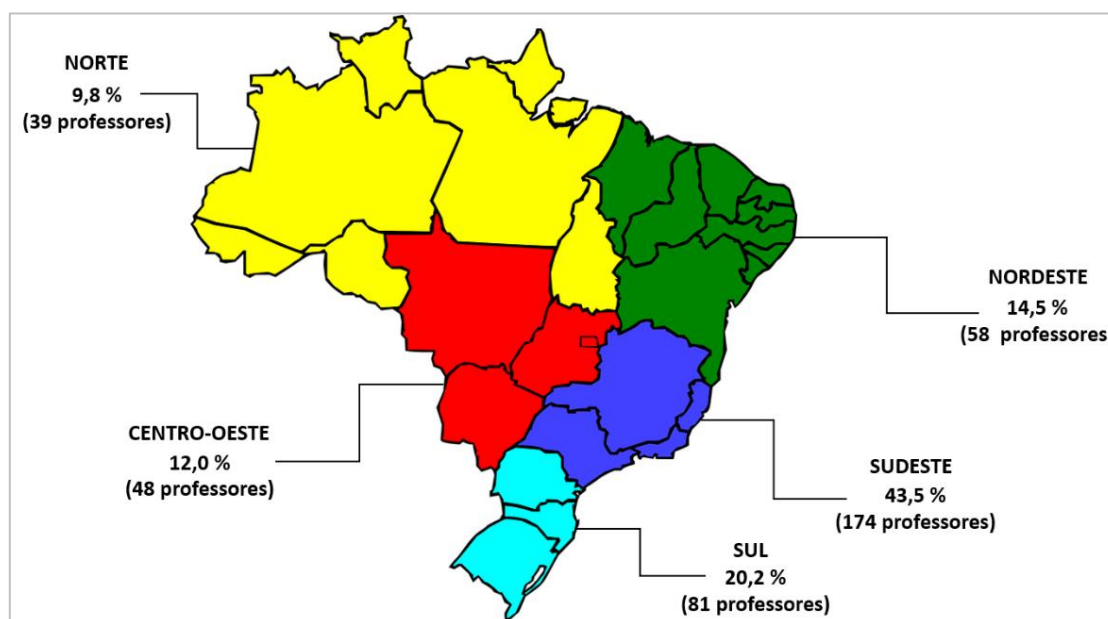 NORTE
9,8 %
(39 professores)
NORDESTE
14,5 %
(58 professores
CENTRO-OESTE
12,0 %
(48 professores)
SUDESTE
43,5 %
(174 professores)
SUL
20,2 %
(81 professores)